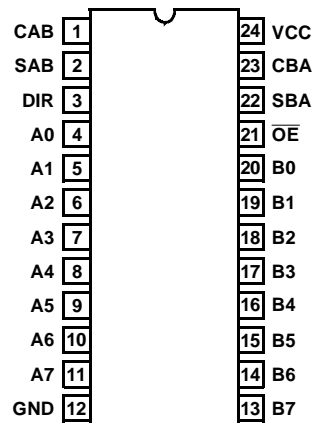 CAB 1 24 VCC
SAB 2 23 CBA
DIR 3 22 SBA
A0 4 21 O̅E̅
A1 5 20 B0
A2 6 19 B1
A3 7 18 B2
A4 8 17 B3
A5 9 16 B4
A6 10 15 B5
A7 11 14 B6
GND 12 13 B7